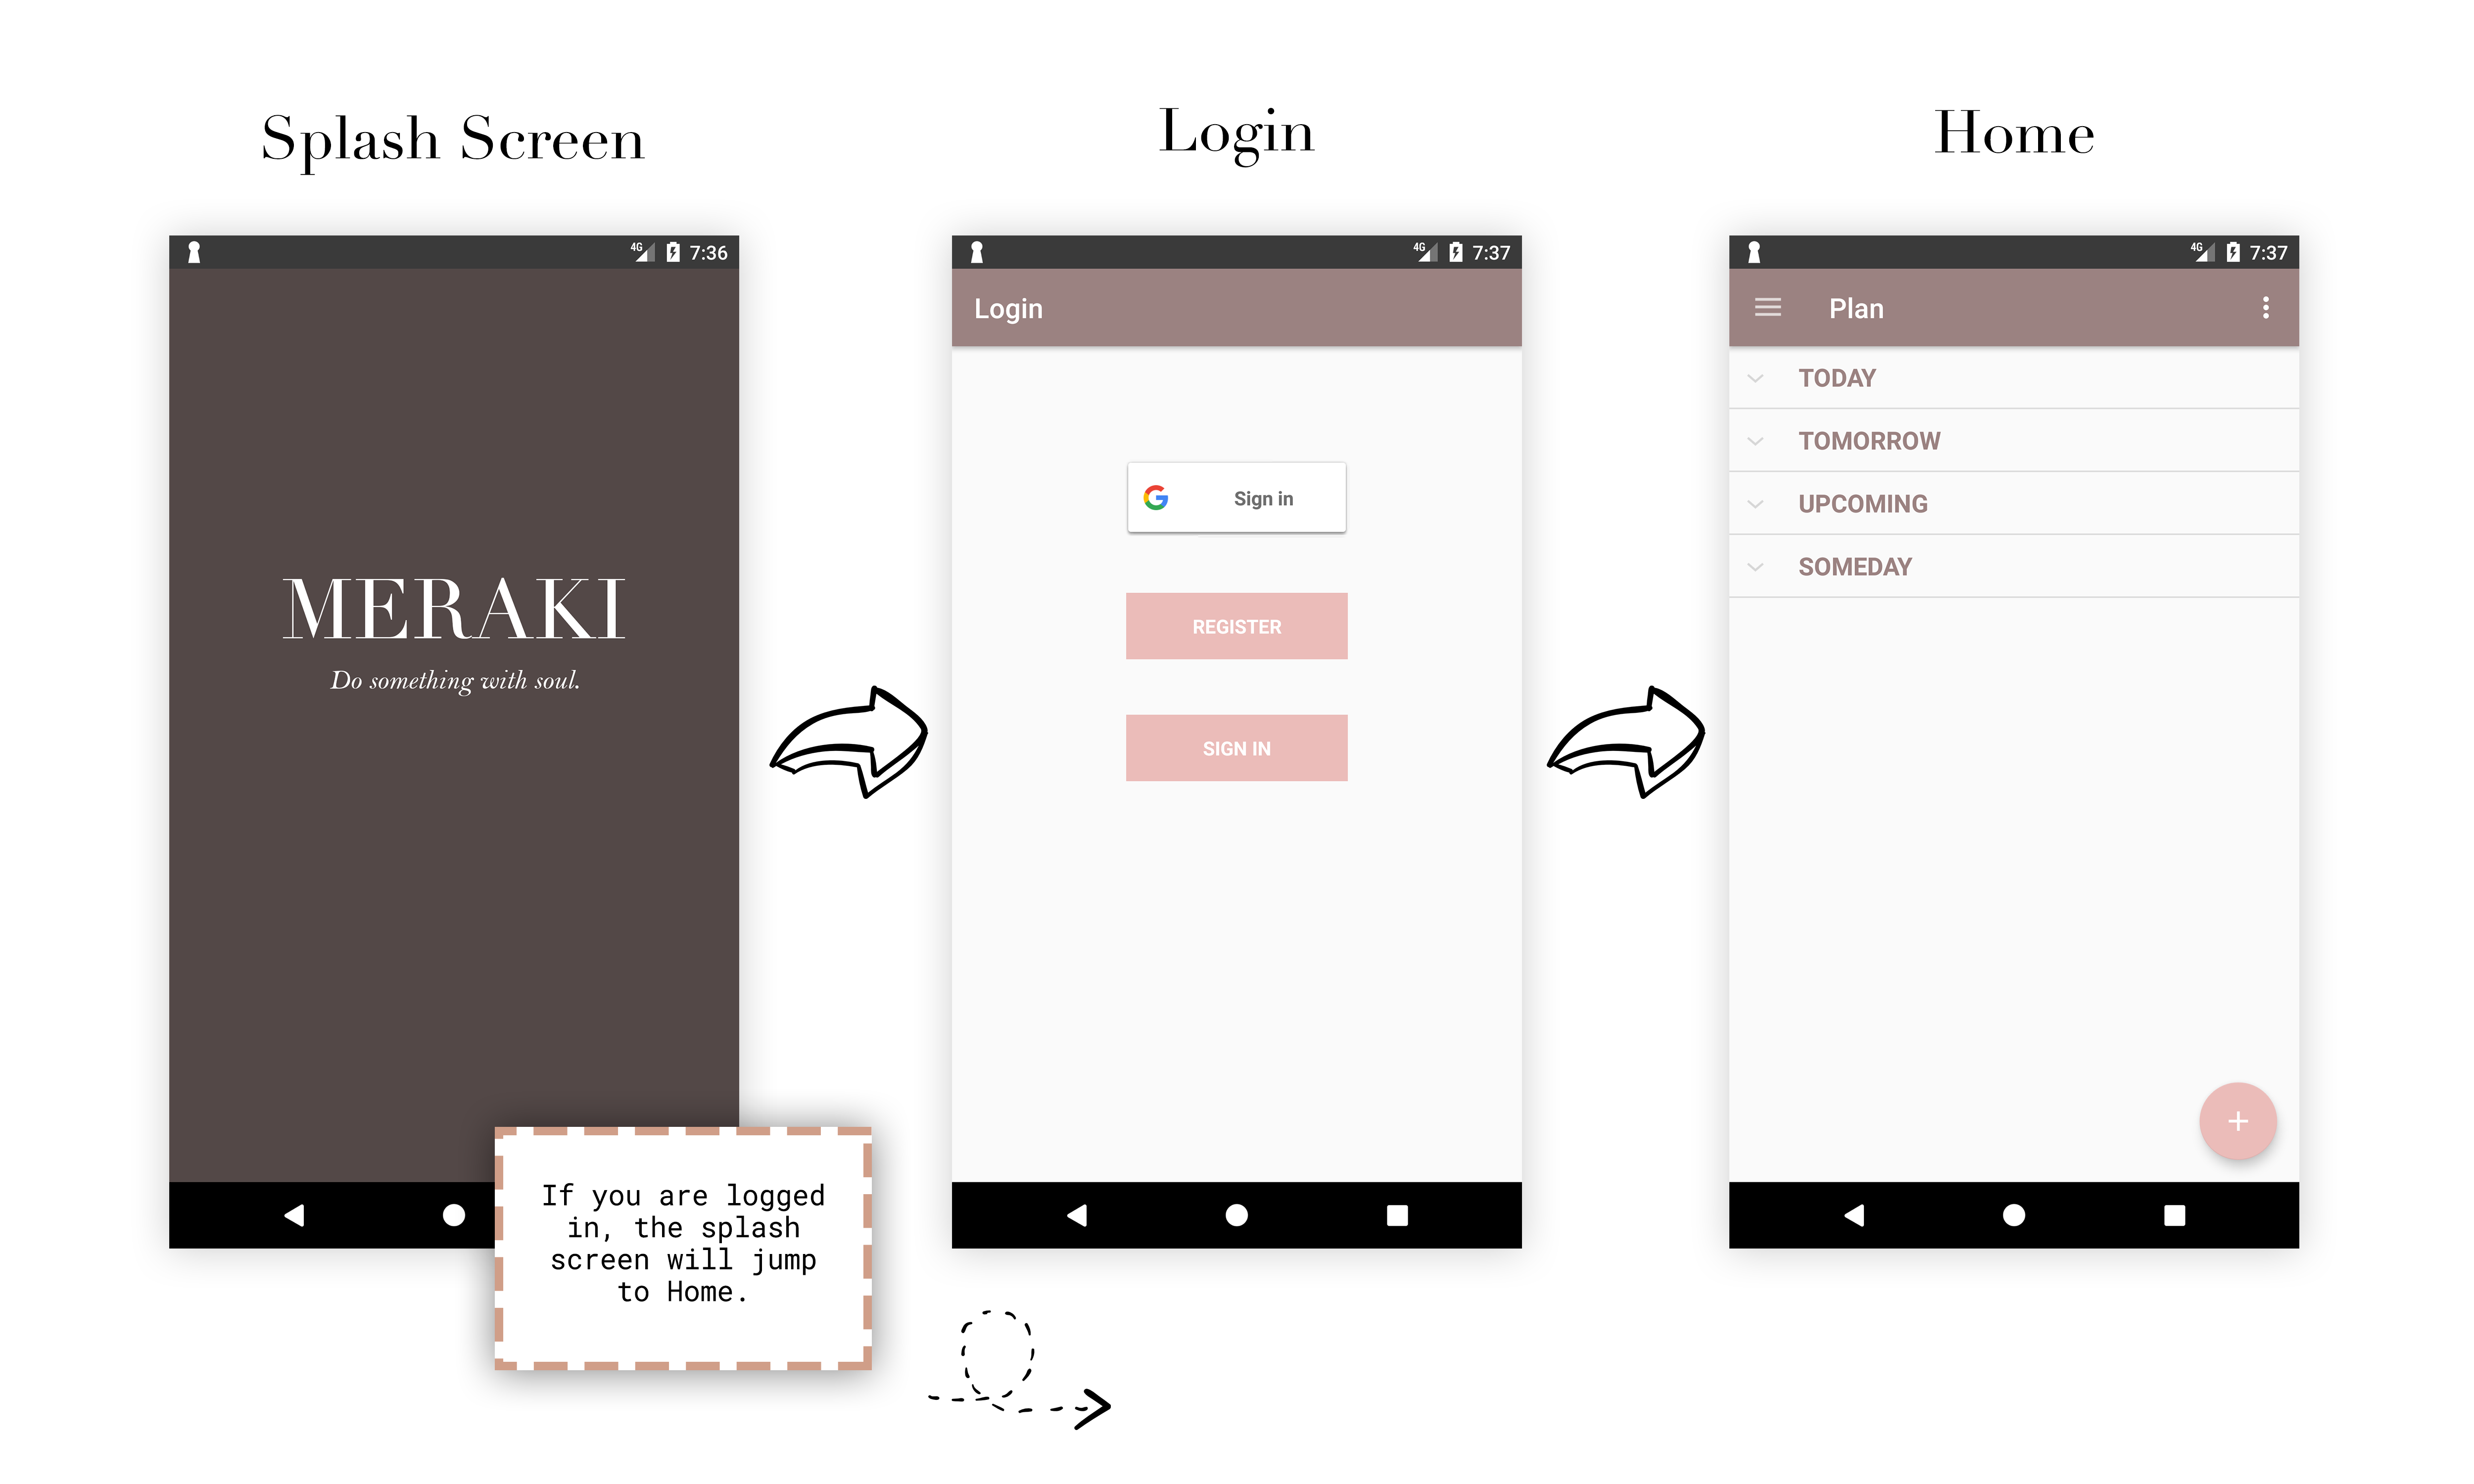 Splash Screen
Login
Home
4G 7:36
MERAKI
Do something with soul.
If you are logged
in, the splash
screen will jump
to Home.
4G 7:37
Login
Sign in
REGISTER
SIGN IN
4G 7:37
Plan
TODAY
TOMORROW
UPCOMING
SOMEDAY